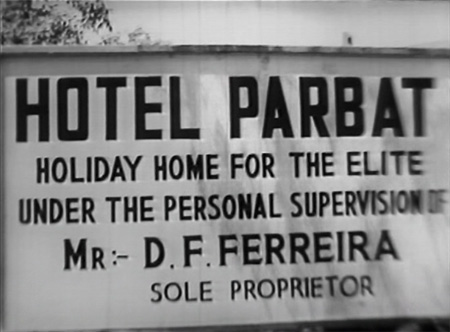 HOTEL PARBAT
HOLIDAY HOME FOR THE ELITE
UNDER THE PERSONAL SUPERVISION OF
MR:- D. F. FERREIRA
SOLE PROPRIETOR